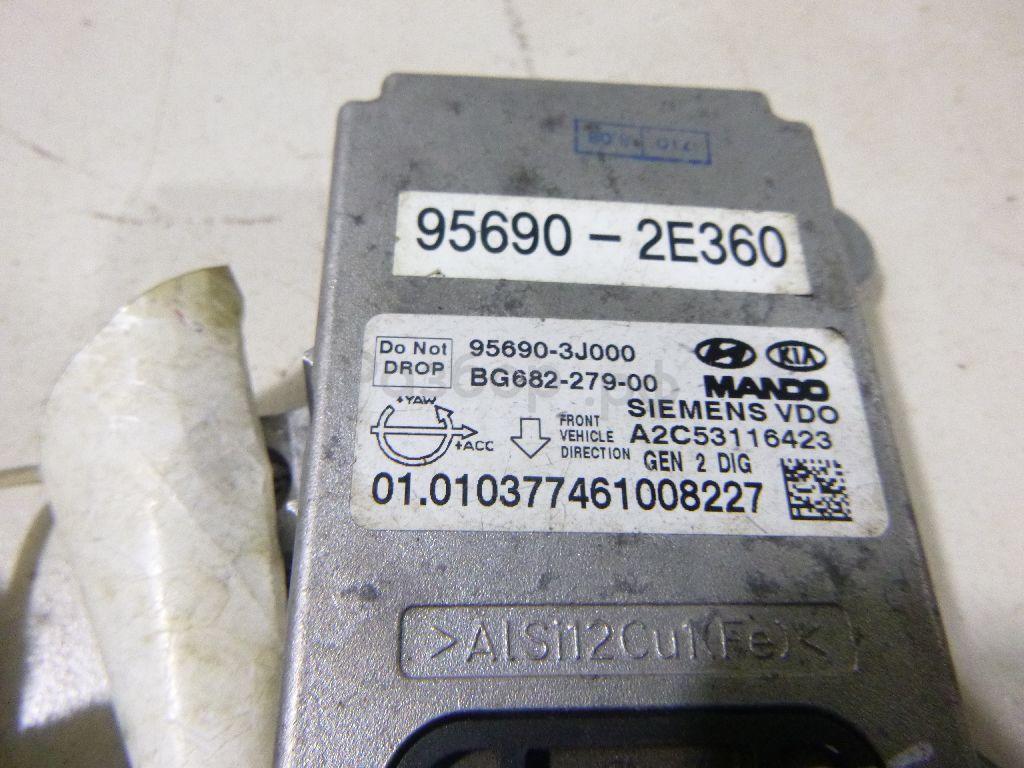 95690 - 2E360
Do Not DROP
95690-3J000
BG682-279-00
HYUNDAI KIA
MANDO
SIEMENS VDO
+YAW
+ACC
FRONT
VEHICLE
DIRECTION
A2C53116423
GEN 2 DIG
01.010377461008227
>AlSi12Cu1(Fe)<